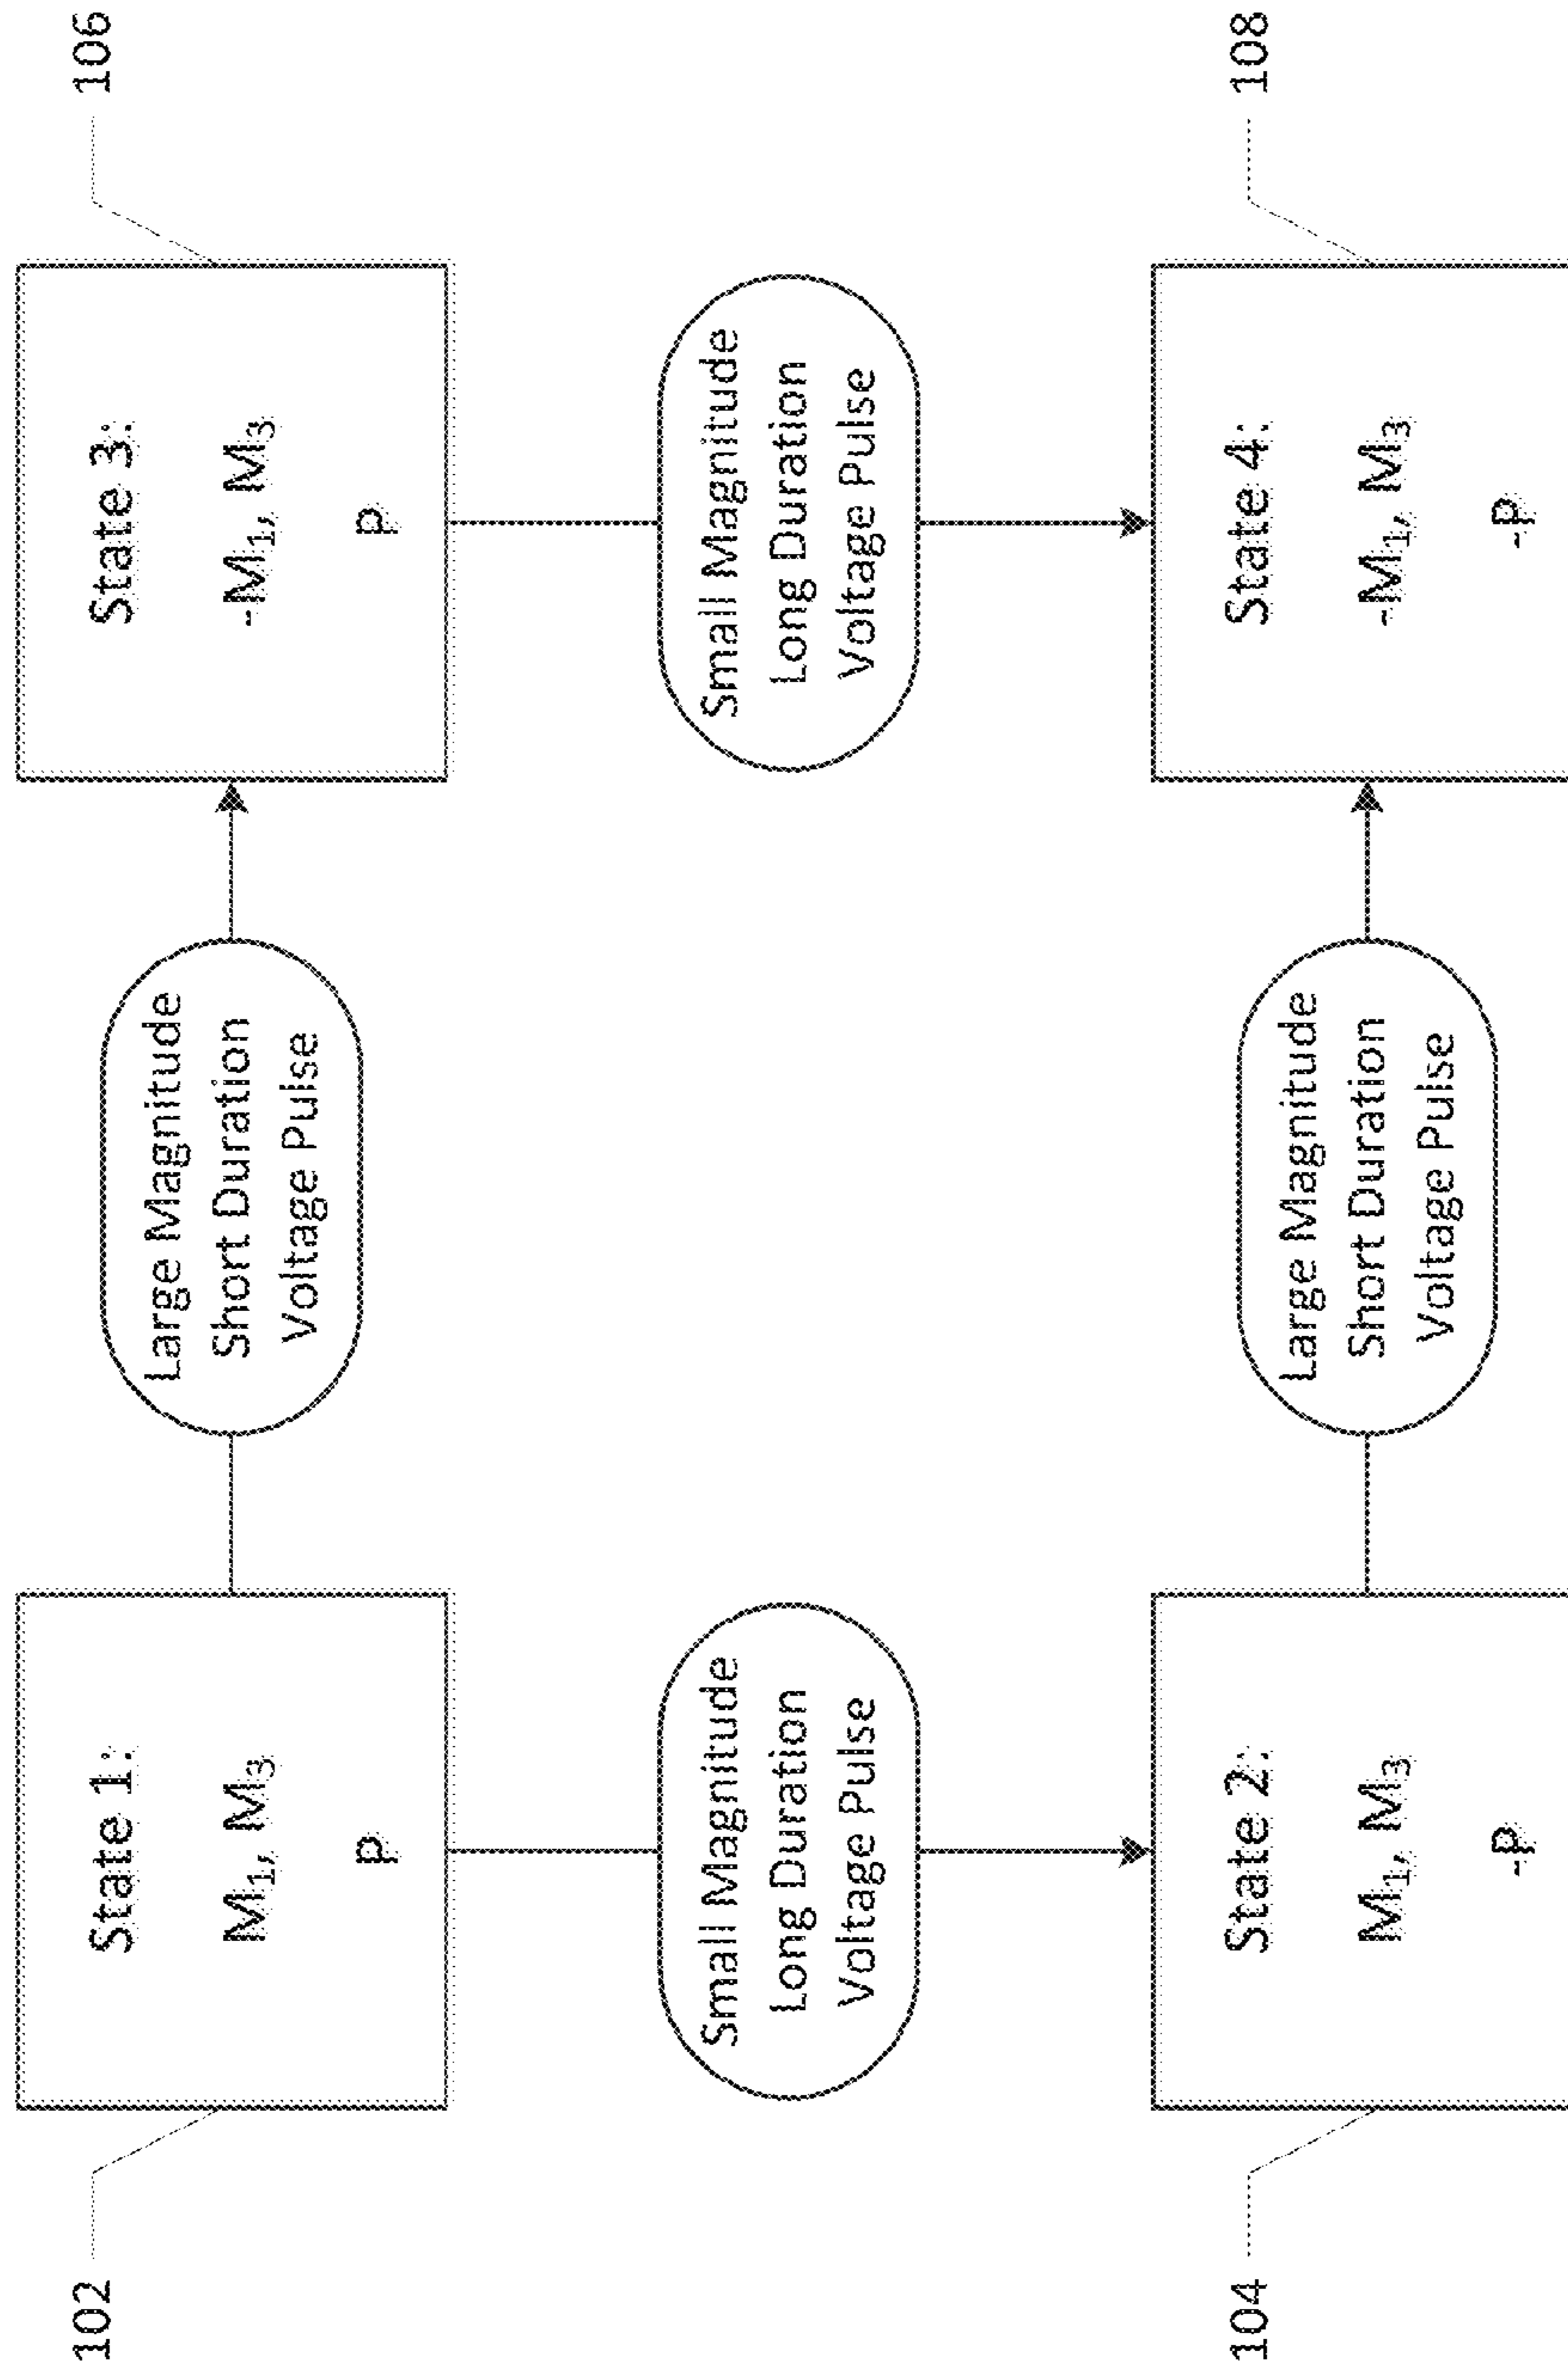 102
State 1:
M₁, M₃
P
Large Magnitude
Short Duration
Voltage Pulse
State 3:
-M₁, M₃
P
106
Small Magnitude
Long Duration
Voltage Pulse
Small Magnitude
Long Duration
Voltage Pulse
104
State 2:
M₁, M₃
-P
Large Magnitude
Short Duration
Voltage Pulse
State 4:
-M₁, M₃
-P
108